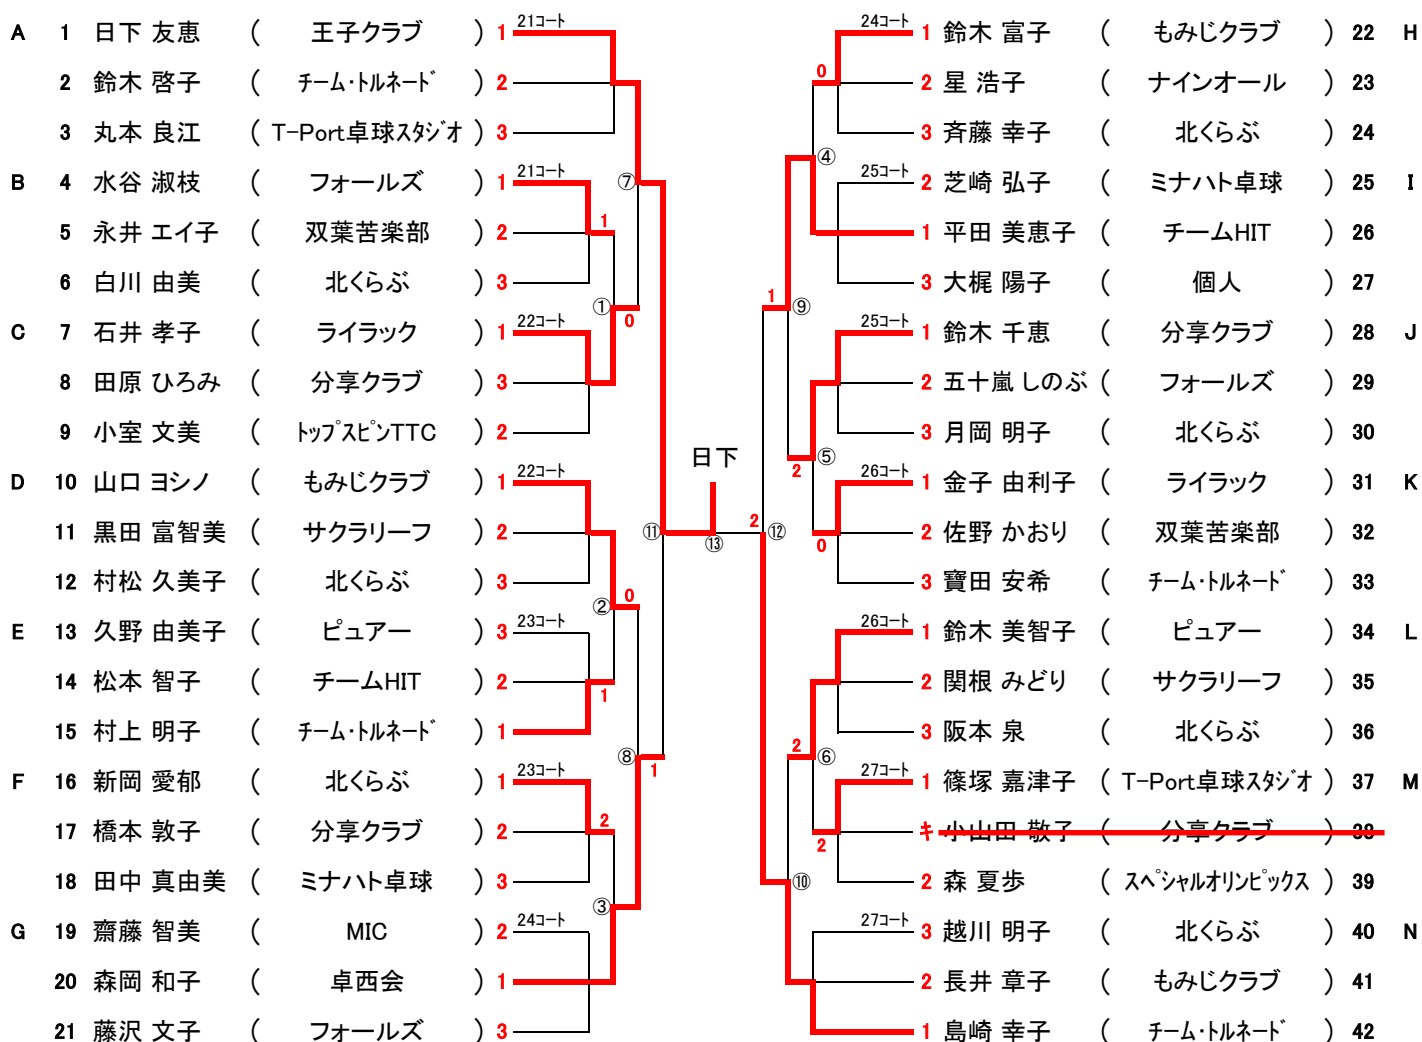 A 1 日下 友恵 ( 王子クラブ ) 1 21コート
2 鈴木 啓子 ( チーム・トルネード ) 2
3 丸本 良江 ( T-Port卓球スタジオ ) 3
B 4 水谷 淑枝 ( フォールズ ) 1 21コート ⑦
5 永井 エイ子 ( 双葉苦楽部 ) 2 1
6 白川 由美 ( 北くらぶ ) 3 ① 0
C 7 石井 孝子 ( ライラック ) 1 22コート
8 田原 ひろみ ( 分享クラブ ) 3
9 小室 文美 ( トップスピンTTC ) 2
D 10 山口 ヨシノ ( もみじクラブ ) 1 22コート
11 黒田 富智美 ( サクラリーフ ) 2 ⑪
12 村松 久美子 ( 北くらぶ ) 3 ② 0
E 13 久野 由美子 ( ピュアー ) 3 23コート
14 松本 智子 ( チームHIT ) 2 1
15 村上 明子 ( チーム・トルネード ) 1 ⑧ 1
F 16 新岡 愛郁 ( 北くらぶ ) 1 23コート
17 橋本 敦子 ( 分享クラブ ) 2 2
18 田中 真由美 ( ミナハト卓球 ) 3 ③
G 19 齋藤 智美 ( MIC ) 2 24コート
20 森岡 和子 ( 卓西会 ) 1
21 藤沢 文子 ( フォールズ ) 3
日下
⑬
24コート 1 鈴木 富子 ( もみじクラブ ) 22 H
0 2 星 浩子 ( ナインオール ) 23
3 斉藤 幸子 ( 北くらぶ ) 24
④ 25コート 2 芝崎 弘子 ( ミナハト卓球 ) 25 I
1 平田 美恵子 ( チームHIT ) 26
3 大梶 陽子 ( 個人 ) 27
1 ⑨ 25コート 1 鈴木 千恵 ( 分享クラブ ) 28 J
2 五十嵐 しのぶ ( フォールズ ) 29
3 月岡 明子 ( 北くらぶ ) 30
2 ⑤ 26コート 1 金子 由利子 ( ライラック ) 31 K
2 ⑫ 0 2 佐野 かおり ( 双葉苦楽部 ) 32
3 寶田 安希 ( チーム・トルネード ) 33
26コート 1 鈴木 美智子 ( ピュアー ) 34 L
2 関根 みどり ( サクラリーフ ) 35
3 阪本 泉 ( 北くらぶ ) 36
2 ⑥ 27コート 1 篠塚 嘉津子 ( T-Port卓球スタジオ ) 37 M
2 キ 小山田 敬子 ( 分享クラブ ) 38
⑩ 2 森 夏歩 ( スペシャルオリンピックス ) 39
27コート 3 越川 明子 ( 北くらぶ ) 40 N
2 長井 章子 ( もみじクラブ ) 41
1 島崎 幸子 ( チーム・トルネード ) 42